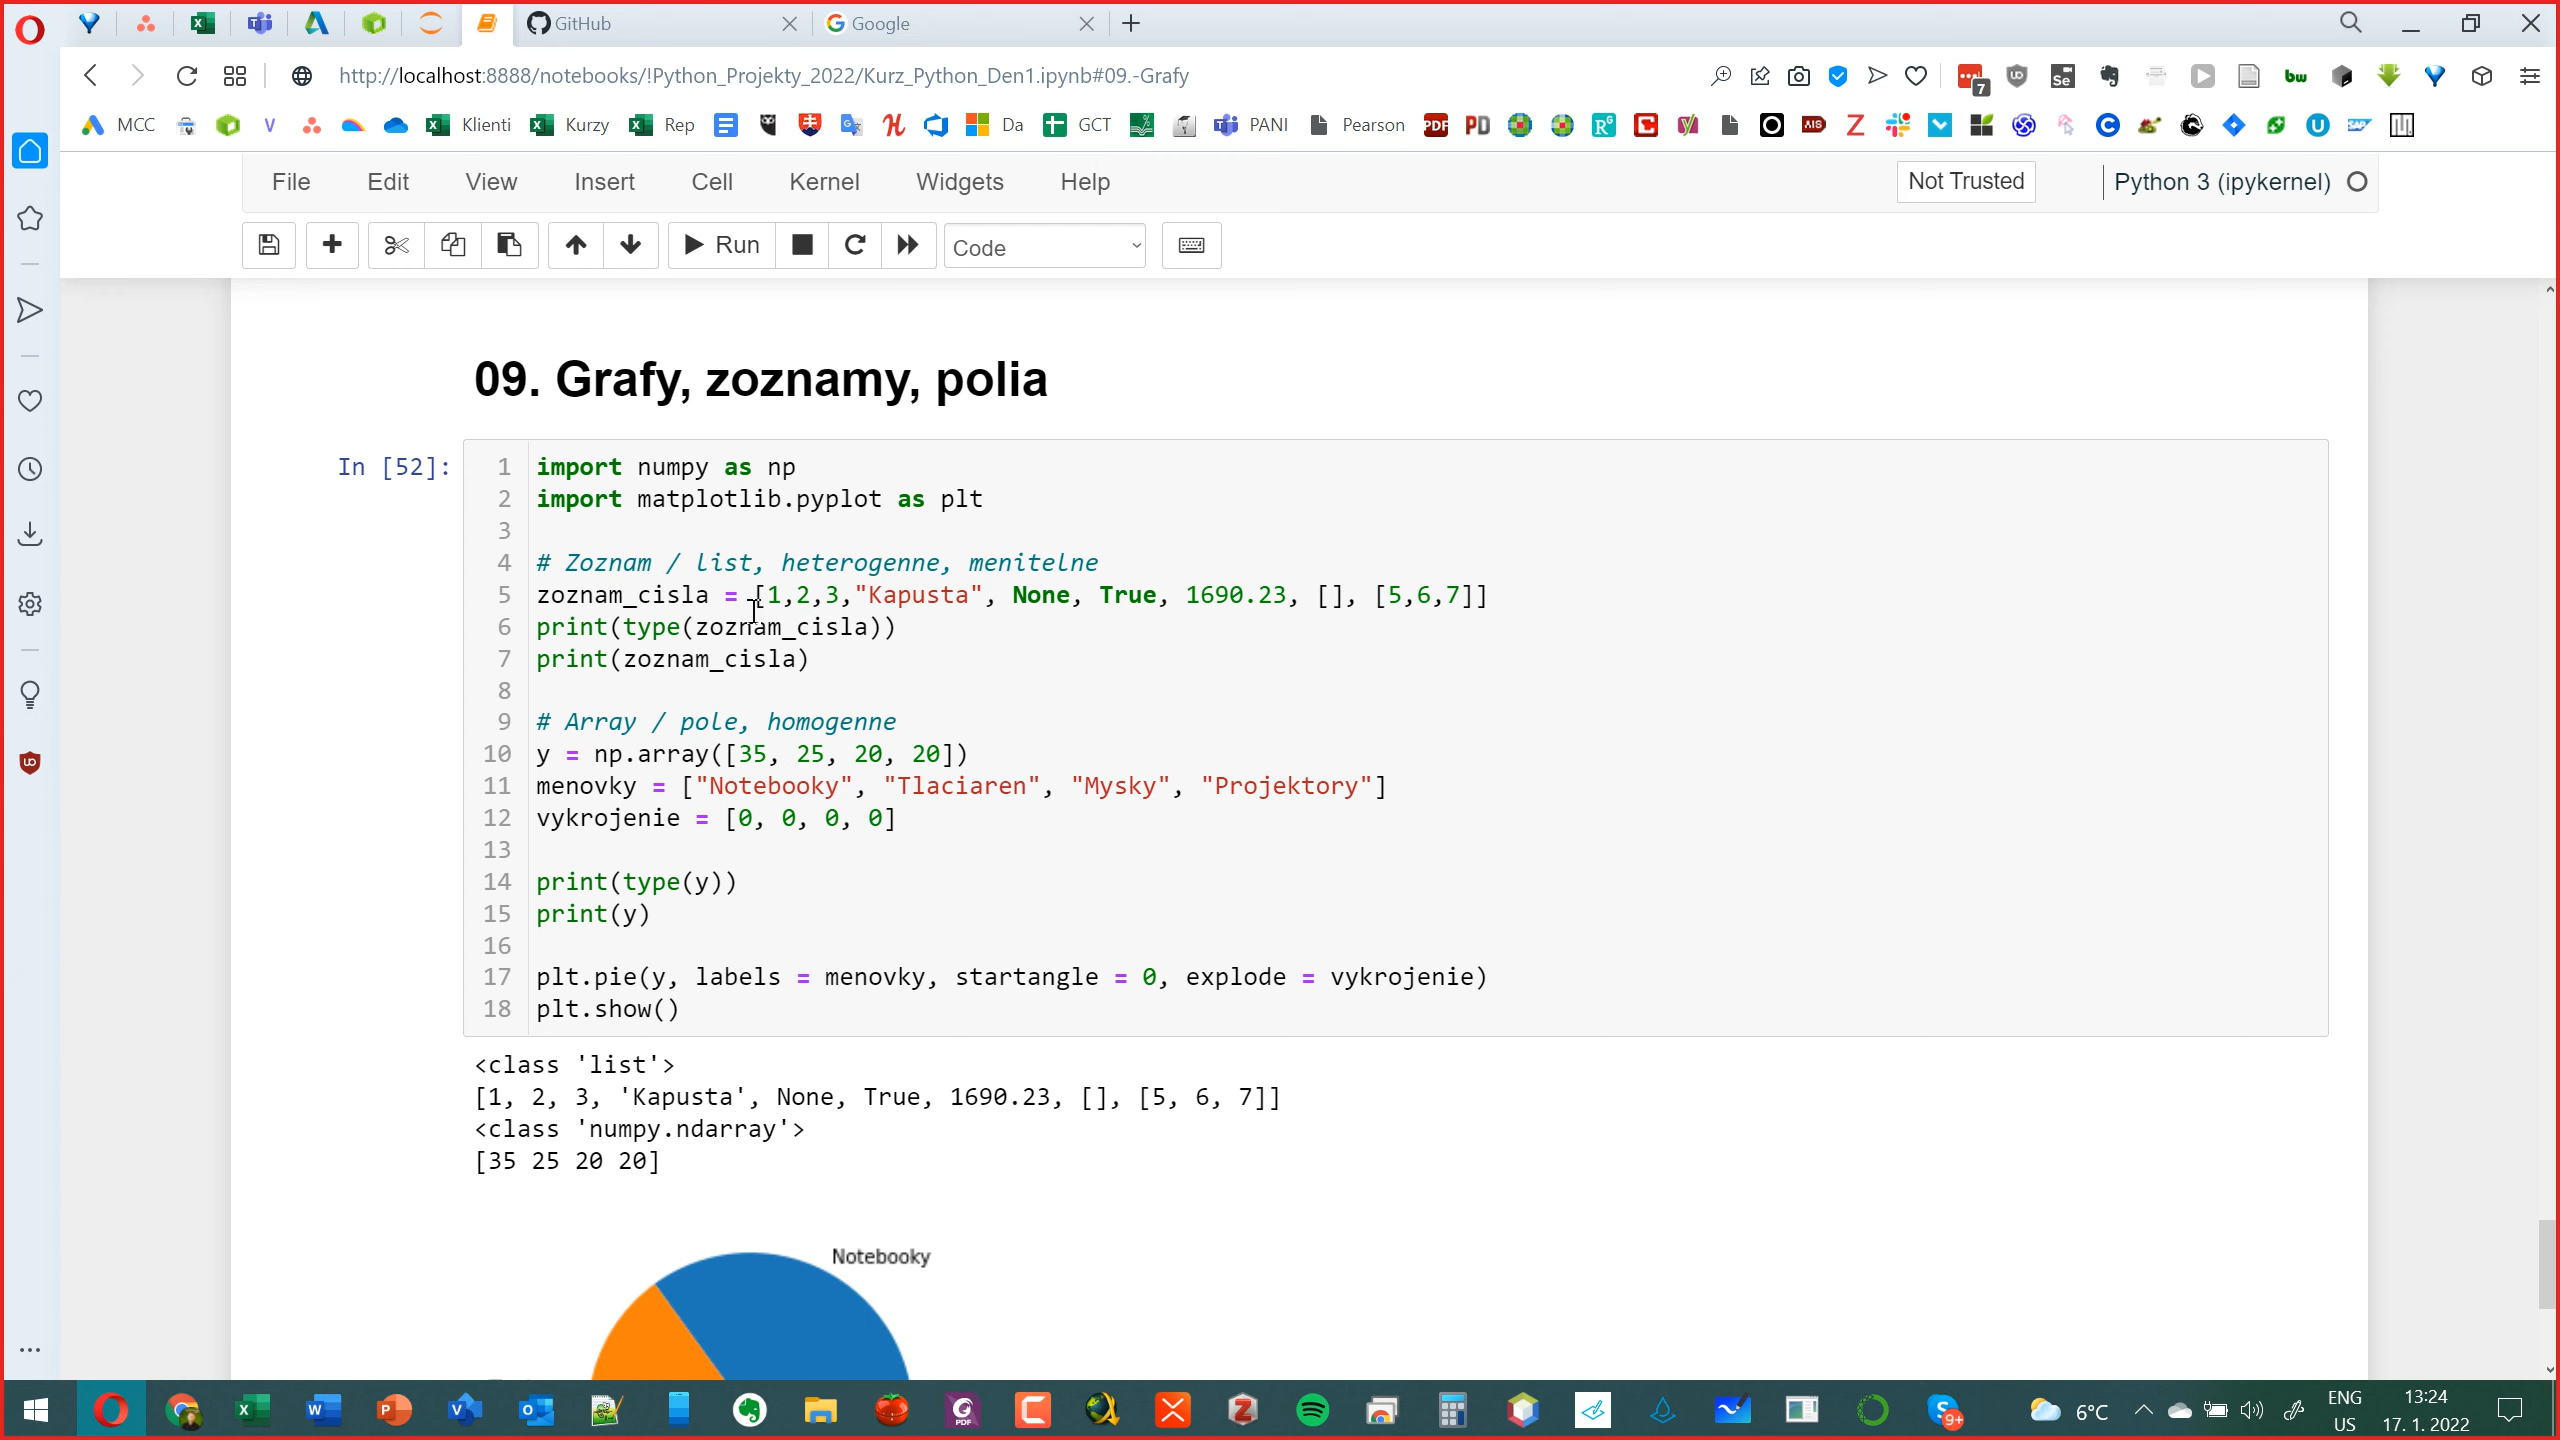 GitHub
Google
http://localhost:8888/notebooks/!Python_Projekty_2022/Kurz_Python_Den1.ipynb#09.-Grafy
7
Se
bw
MCC
V
Klienti
Kurzy
Rep
Da
GCT
PANI
Pearson
PDF
PD
AIS
File
Edit
View
Insert
Cell
Kernel
Widgets
Help
Not Trusted
Python 3 (ipykernel)
Run
Code
09. Grafy, zoznamy, polia
In [52]:
1 import numpy as np
2 import matplotlib.pyplot as plt
3
4 # Zoznam / list, heterogenne, menitelne
5 zoznam_cisla = [1,2,3,"Kapusta", None, True, 1690.23, [], [5,6,7]]
6 print(type(zoznam_cisla))
7 print(zoznam_cisla)
8
9 # Array / pole, homogenne
10 y = np.array([35, 25, 20, 20])
11 menovky = ["Notebooky", "Tlaciaren", "Mysky", "Projektory"]
12 vykrojenie = [0, 0, 0, 0]
13
14 print(type(y))
15 print(y)
16
17 plt.pie(y, labels = menovky, startangle = 0, explode = vykrojenie)
18 plt.show()
<class 'list'>
[1, 2, 3, 'Kapusta', None, True, 1690.23, [], [5, 6, 7]]
<class 'numpy.ndarray'>
[35 25 20 20]
Notebooky
9+
6°C
ENG
US
13:24
17. 1. 2022